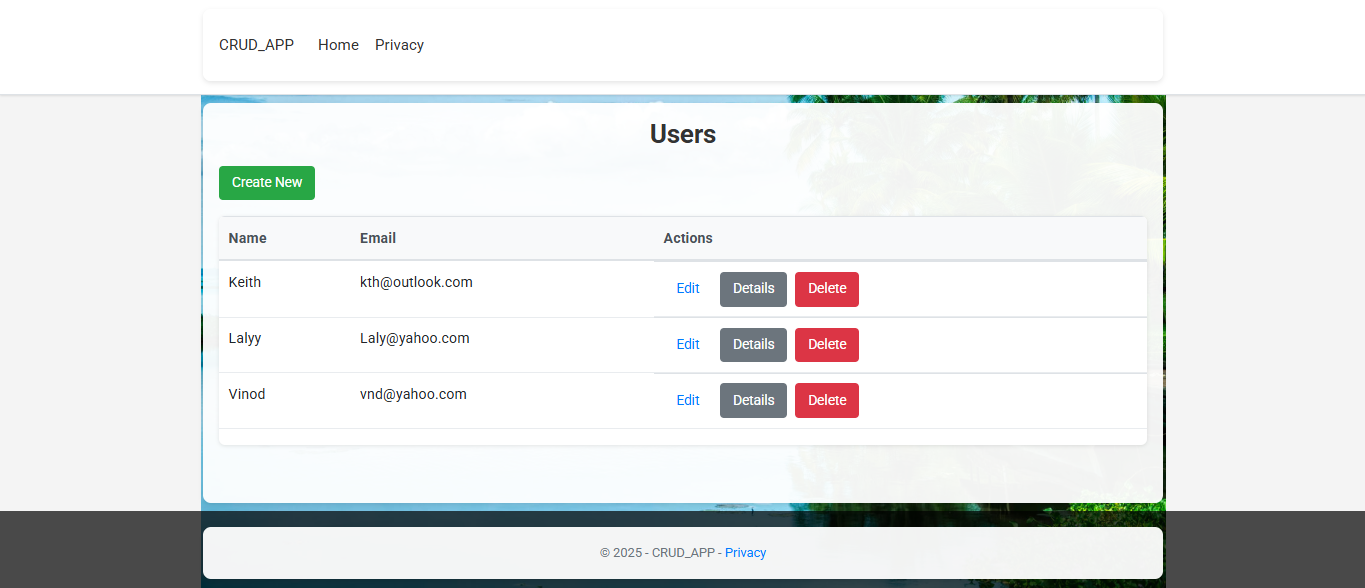 CRUD_APP Home Privacy
Users
Create New
Name Email Actions
Keith kth@outlook.com Edit Details Delete
Lalyy Laly@yahoo.com Edit Details Delete
Vinod vnd@yahoo.com Edit Details Delete
© 2025 - CRUD_APP - Privacy